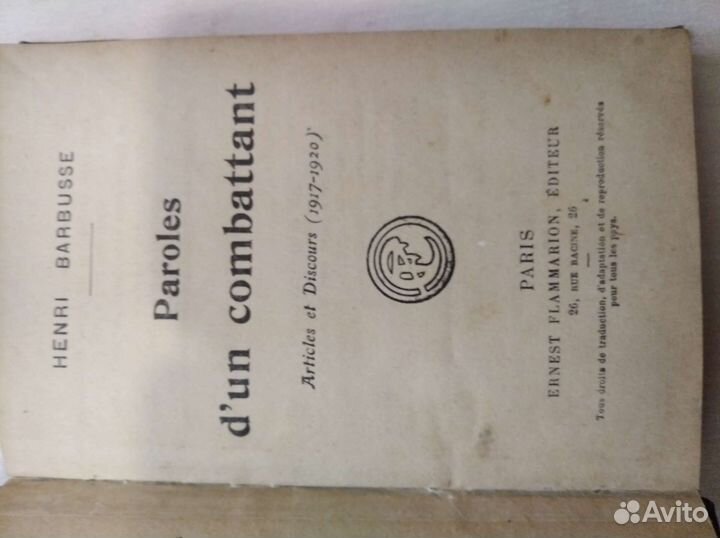 HENRI BARBUSSE
Paroles
d'un combattant
Articles et Discours (1917-1920)
PARIS
ERNEST FLAMMARION, ÉDITEUR
26, RUE RACINE, 26
Tous droits de traduction, d'adaptation et de reproduction réservés
pour tous les pays.
Avito